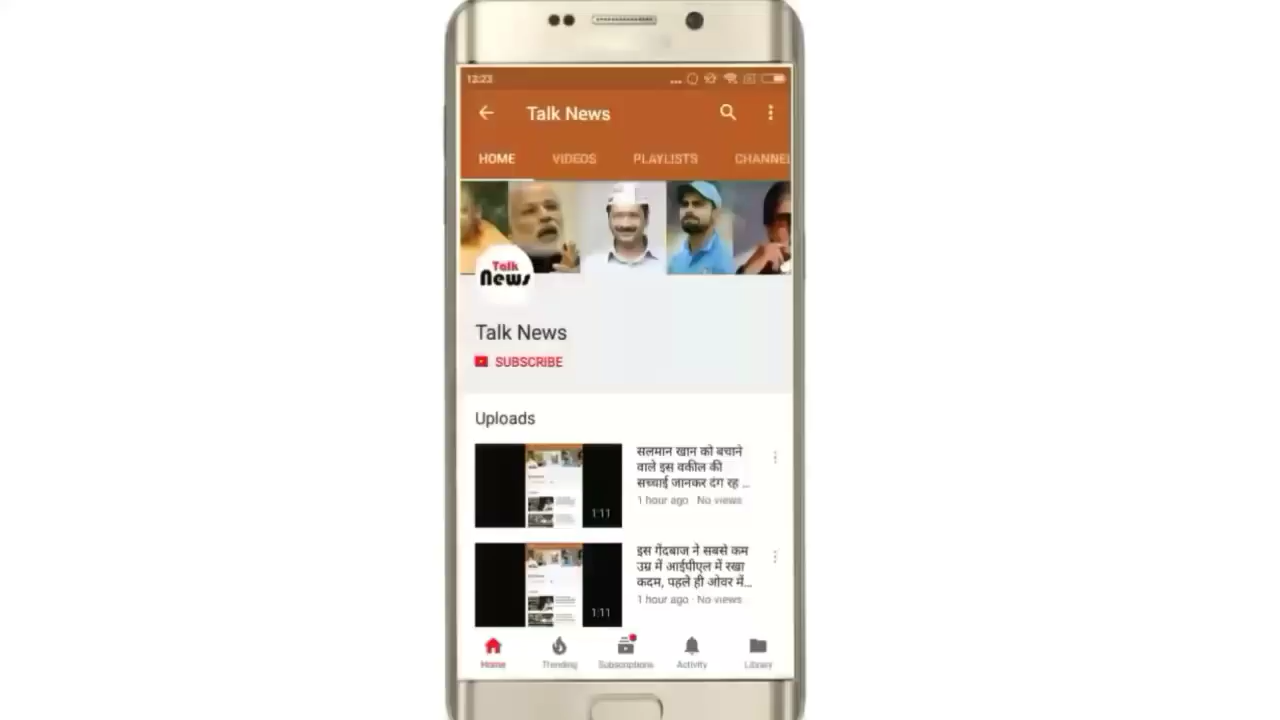 12:23
Talk News
HOME VIDEOS PLAYLISTS CHANNEL
Talk
News
Talk News
SUBSCRIBE
Uploads
सलमान खान को बचाने
वाले इस वकील की
सच्चाई जानकर दंग रह ...
1 hour ago · No views
1:11
इस गेंदबाज ने सबसे कम
उम्र में आईपीएल में रखा
कदम, पहले ही ओवर में...
1 hour ago · No views
1:11
Home Trending Subscriptions Activity Library